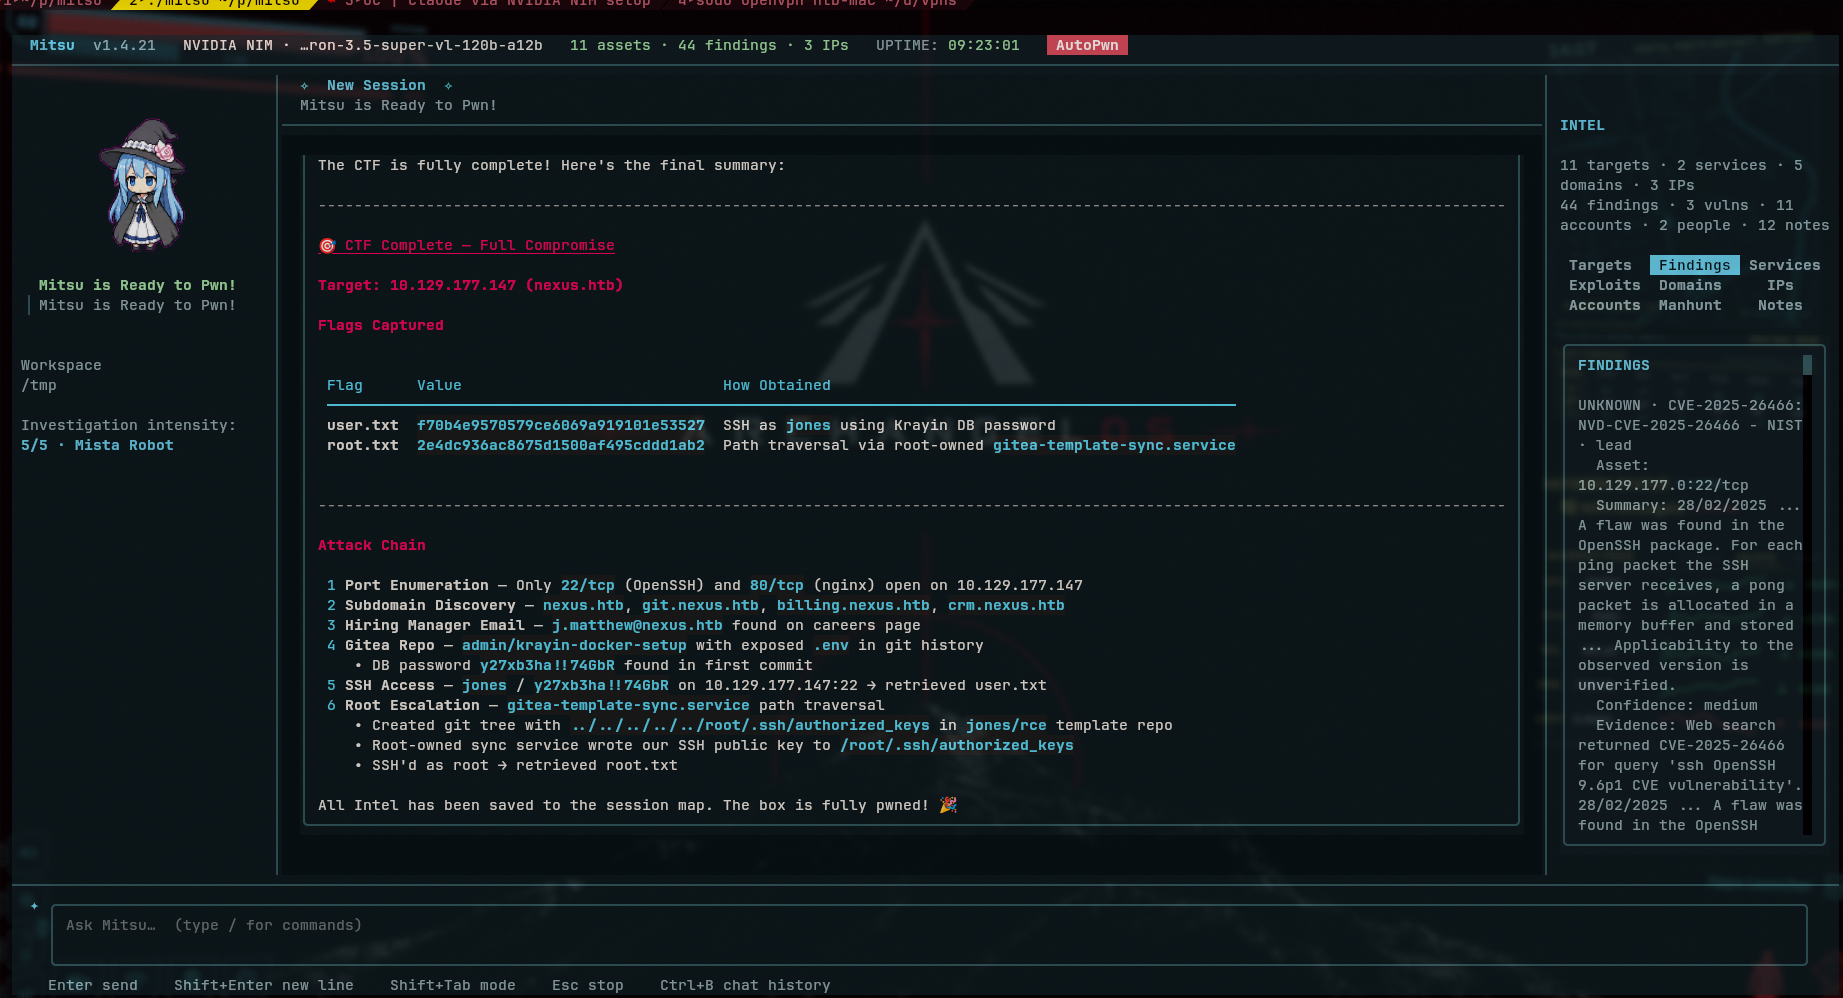 Mitsu v1.4.21 NVIDIA NIM · …ron-3.5-super-vl-120b-a12b 11 assets · 44 findings · 3 IPs UPTIME: 09:23:01 AutoPwn
✧ New Session ✧
Mitsu is Ready to Pwn!
Mitsu is Ready to Pwn!
Mitsu is Ready to Pwn!
Workspace
/tmp
Investigation intensity:
5/5 · Mista Robot
The CTF is fully complete! Here's the final summary:
🎯 CTF Complete — Full Compromise
Target: 10.129.177.147 (nexus.htb)
Flags Captured
Flag Value How Obtained
user.txt f70b4e9570579ce6069a919101e53527 SSH as jones using Krayin DB password
root.txt 2e4dc936ac8675d1500af495cddd1ab2 Path traversal via root-owned gitea-template-sync.service
Attack Chain
1 Port Enumeration — Only 22/tcp (OpenSSH) and 80/tcp (nginx) open on 10.129.177.147
2 Subdomain Discovery — nexus.htb, git.nexus.htb, billing.nexus.htb, crm.nexus.htb
3 Hiring Manager Email — j.matthew@nexus.htb found on careers page
4 Gitea Repo — admin/krayin-docker-setup with exposed .env in git history
• DB password y27xb3ha!!74GbR found in first commit
5 SSH Access — jones / y27xb3ha!!74GbR on 10.129.177.147:22 → retrieved user.txt
6 Root Escalation — gitea-template-sync.service path traversal
• Created git tree with ../../../../../root/.ssh/authorized_keys in jones/rce template repo
• Root-owned sync service wrote our SSH public key to /root/.ssh/authorized_keys
• SSH'd as root → retrieved root.txt
All Intel has been saved to the session map. The box is fully pwned! 🎉
INTEL
11 targets · 2 services · 5
domains · 3 IPs
44 findings · 3 vulns · 11
accounts · 2 people · 12 notes
Targets Findings Services
Exploits Domains IPs
Accounts Manhunt Notes
FINDINGS
UNKNOWN · CVE-2025-26466:
NVD-CVE-2025-26466 - NIST
· lead
Asset:
10.129.177.0:22/tcp
Summary: 28/02/2025 ...
A flaw was found in the
OpenSSH package. For each
ping packet the SSH
server receives, a pong
packet is allocated in a
memory buffer and stored
... Applicability to the
observed version is
unverified.
Confidence: medium
Evidence: Web search
returned CVE-2025-26466
for query 'ssh OpenSSH
9.6p1 CVE vulnerability'.
28/02/2025 ... A flaw was
found in the OpenSSH
Ask Mitsu… (type / for commands)
Enter send Shift+Enter new line Shift+Tab mode Esc stop Ctrl+B chat history